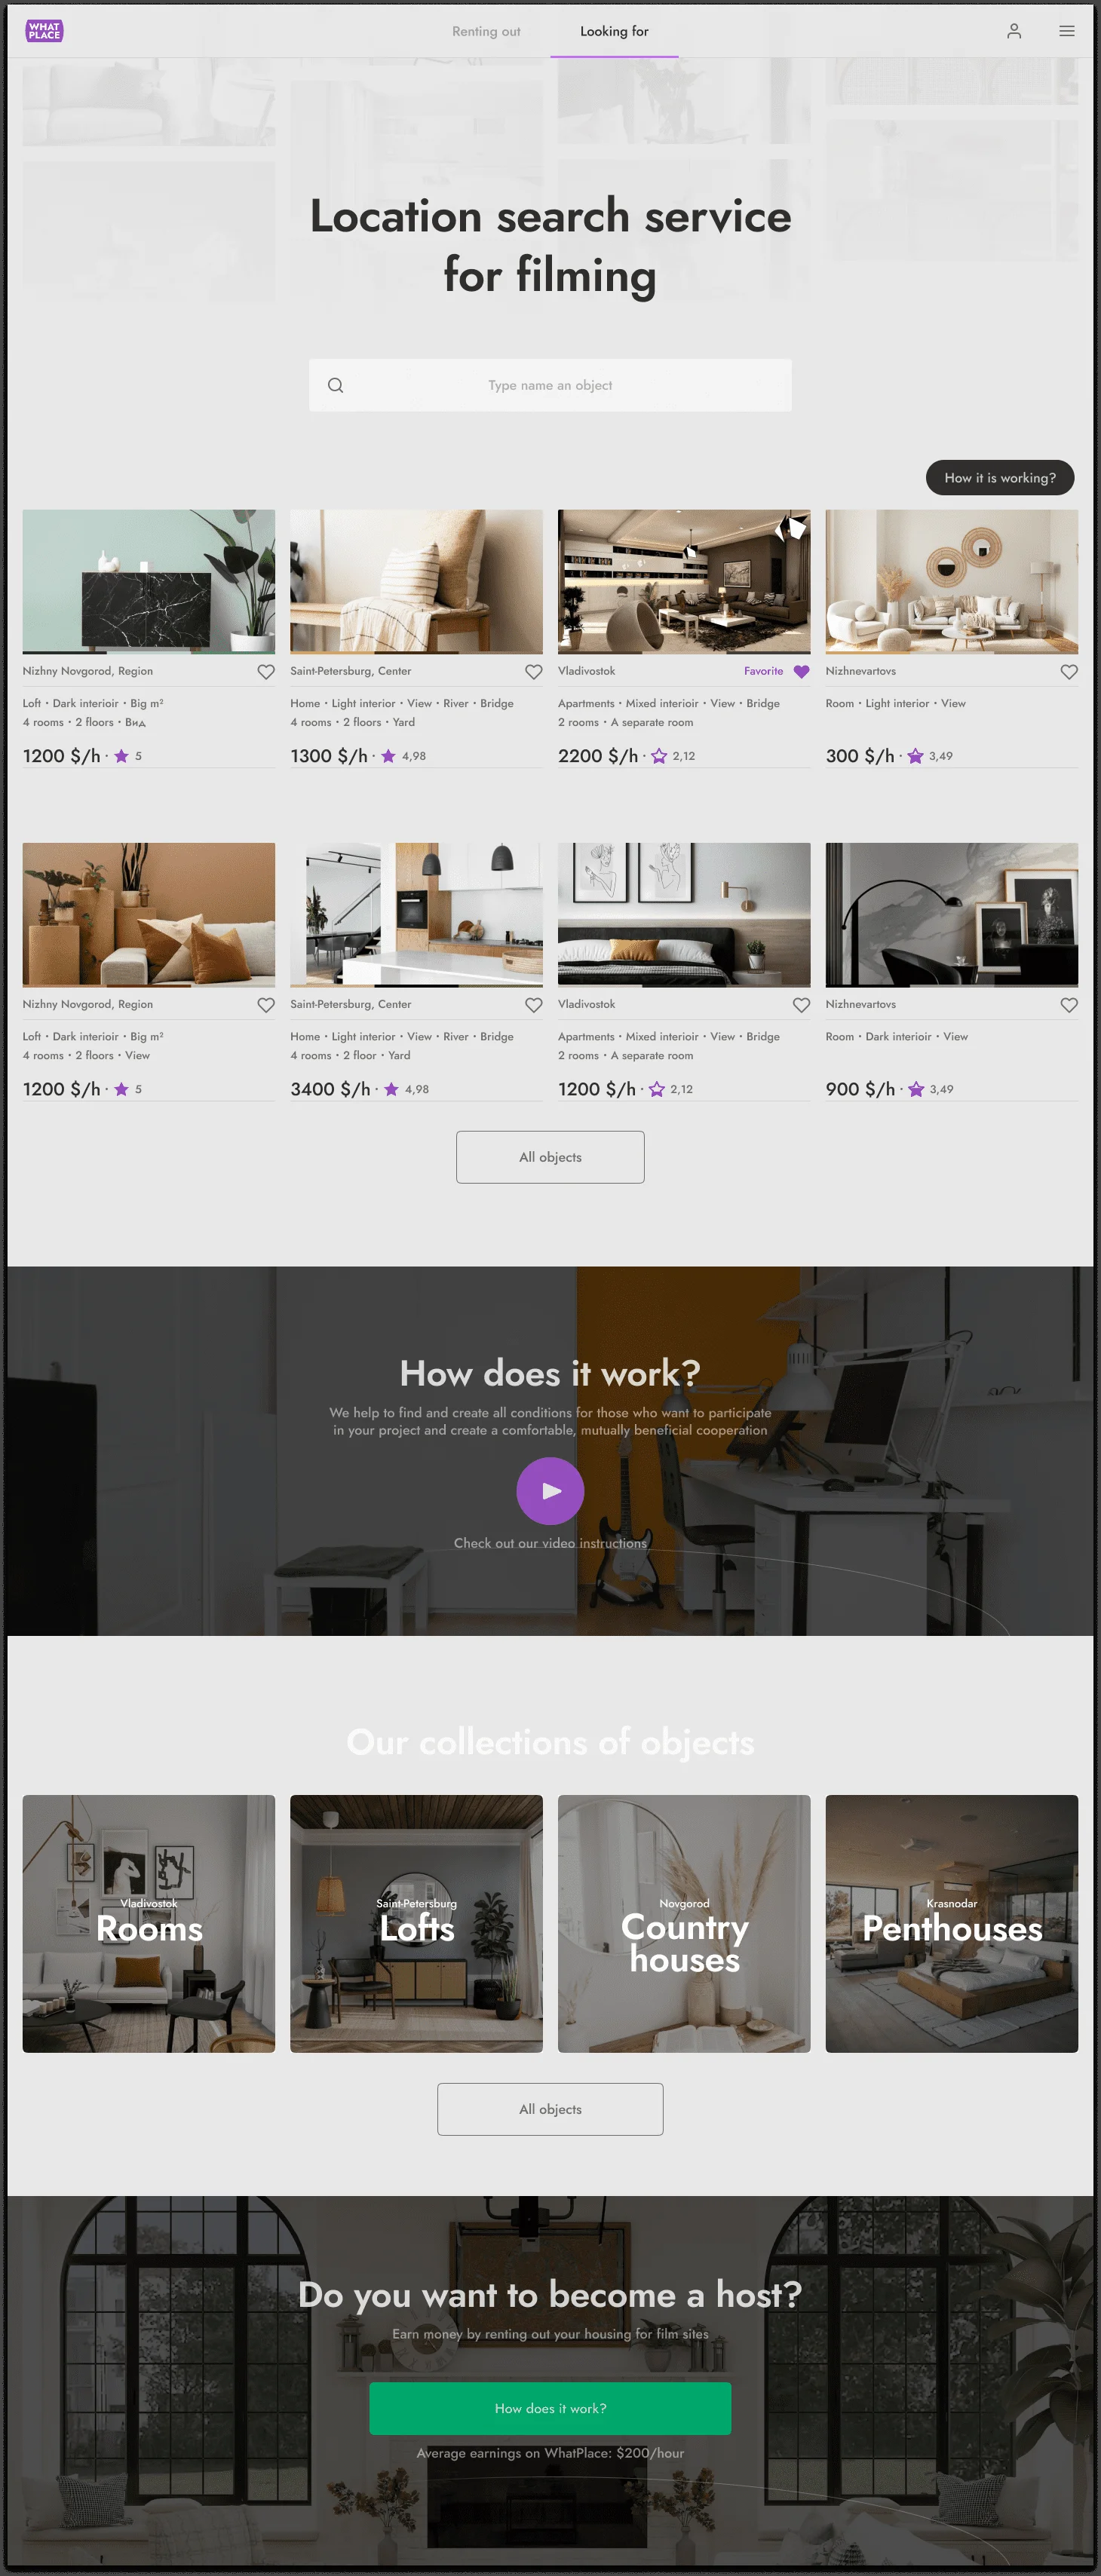 WHAT
PLACE
Renting out
Looking for
Location search service
for filming
Type name an object
How it is working?
Nizhny Novgorod, Region
Loft · Dark interioir · Big m²
4 rooms · 2 floors · Вид
1200 $/h · 5
Saint-Petersburg, Center
Home · Light interior · View · River · Bridge
4 rooms · 2 floors · Yard
1300 $/h · 4,98
Vladivostok
Favorite
Apartments · Mixed interioir · View · Bridge
2 rooms · A separate room
2200 $/h · 2,12
Nizhnevartovs
Room · Light interior · View
300 $/h · 3,49
Nizhny Novgorod, Region
Loft · Dark interioir · Big m²
4 rooms · 2 floors · View
1200 $/h · 5
Saint-Petersburg, Center
Home · Light interioir · View · River · Bridge
4 rooms · 2 floor · Yard
3400 $/h · 4,98
Vladivostok
Apartments · Mixed interioir · View · Bridge
2 rooms · A separate room
1200 $/h · 2,12
Nizhnevartovs
Room · Dark interioir · View
900 $/h · 3,49
All objects
How does it work?
We help to find and create all conditions for those who want to participate
in your project and create a comfortable, mutually beneficial cooperation
Check out our video instructions
Our collections of objects
Vladivostok
Rooms
Saint-Petersburg
Lofts
Novgorod
Country
houses
Krasnodar
Penthouses
All objects
Do you want to become a host?
Earn money by renting out your housing for film sites
How does it work?
Average earnings on WhatPlace: $200/hour